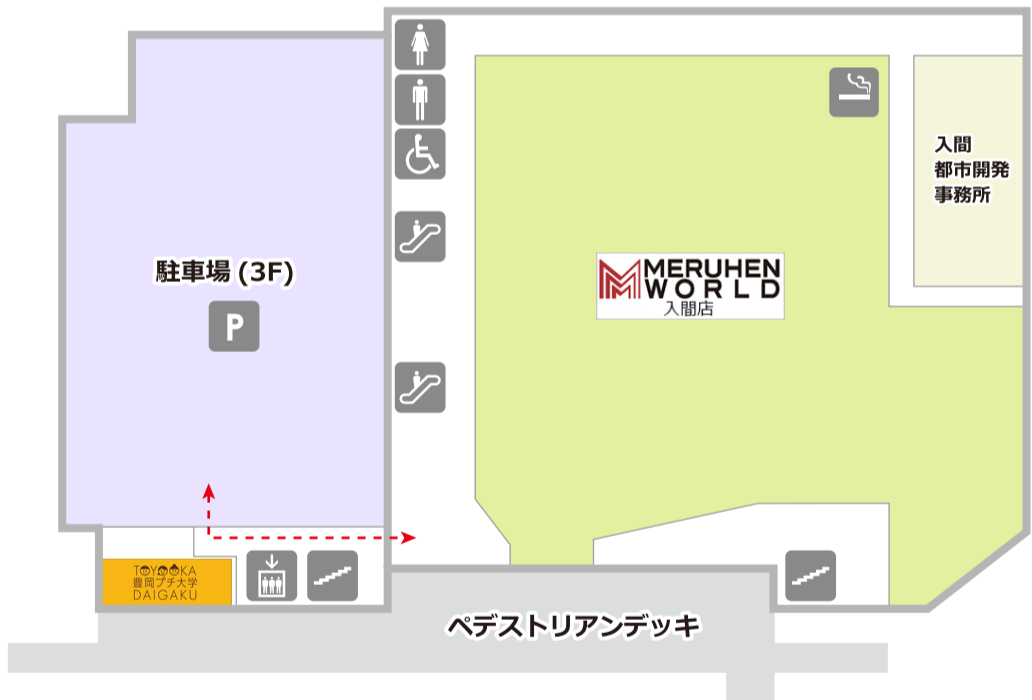 入間
都市開発
事務所
駐車場 (3F)
P
MERUHEN
WORLD
入間店
TOYOOKA
豊岡プチ大学
DAIGAKU
ペデストリアンデッキ